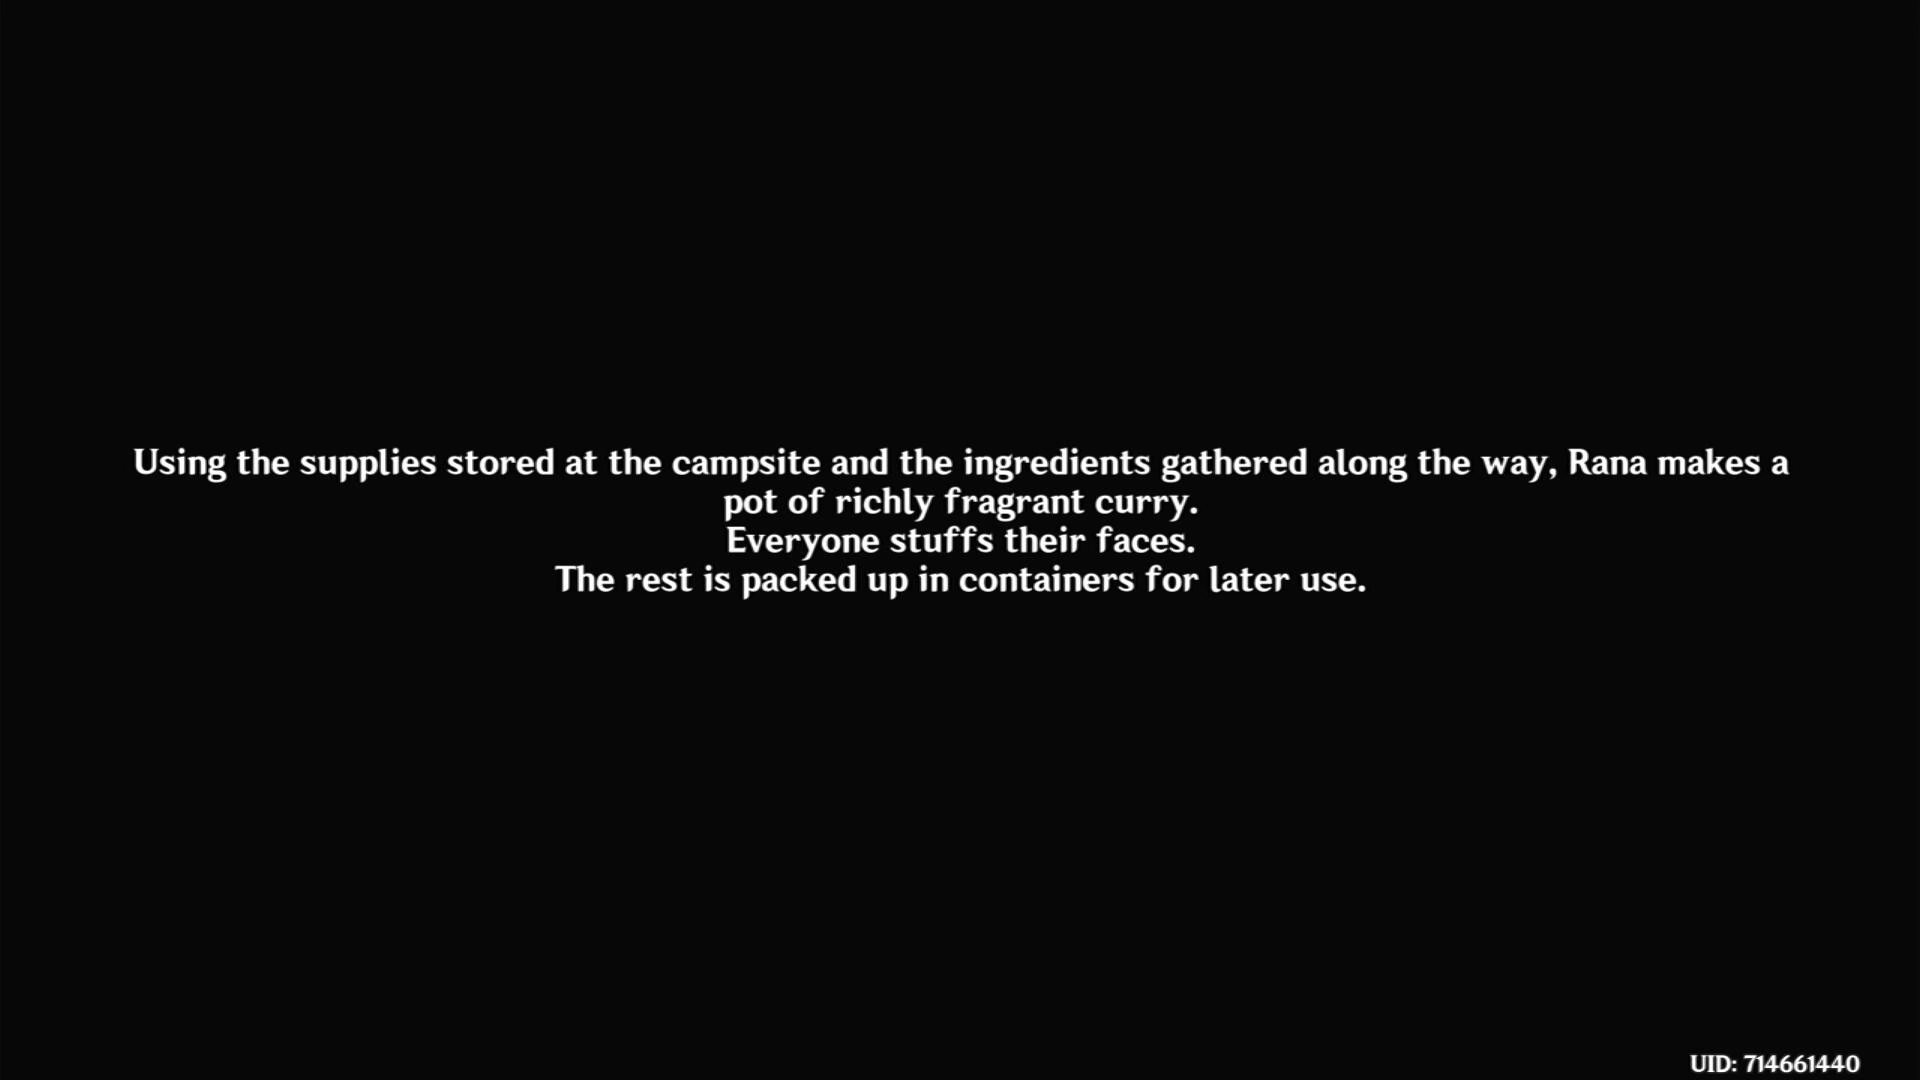 Using the supplies stored at the campsite and the ingredients gathered along the way, Rana makes a
pot of richly fragrant curry.
Everyone stuffs their faces.
The rest is packed up in containers for later use.
UID: 714661440